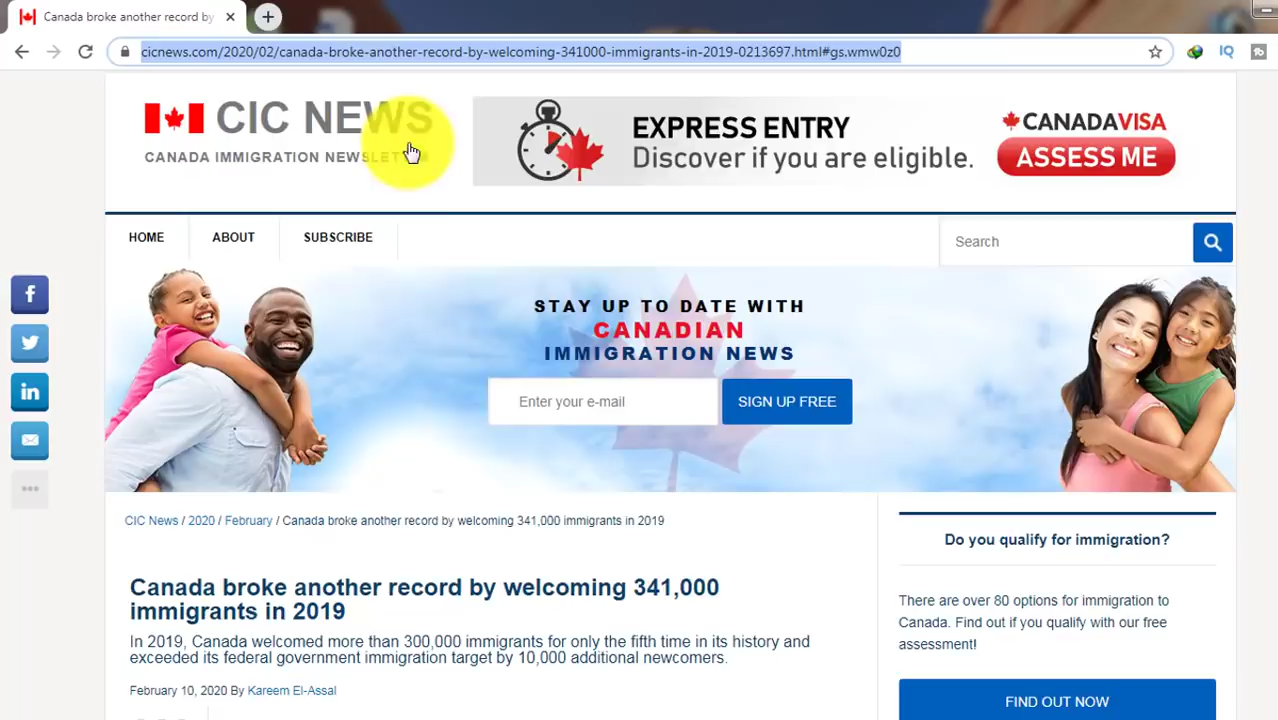 Canada broke another record by
cicnews.com/2020/02/canada-broke-another-record-by-welcoming-341000-immigrants-in-2019-0213697.html#gs.wmw0z0
CIC NEWS
CANADA IMMIGRATION NEWSLETTER
EXPRESS ENTRY
Discover if you are eligible.
CANADAVISA
ASSESS ME
HOME
ABOUT
SUBSCRIBE
Search
STAY UP TO DATE WITH
CANADIAN
IMMIGRATION NEWS
Enter your e-mail
SIGN UP FREE
CIC News / 2020 / February / Canada broke another record by welcoming 341,000 immigrants in 2019
Canada broke another record by welcoming 341,000
immigrants in 2019
In 2019, Canada welcomed more than 300,000 immigrants for only the fifth time in its history and
exceeded its federal government immigration target by 10,000 additional newcomers.
February 10, 2020 By Kareem El-Assal
Do you qualify for immigration?
There are over 80 options for immigration to
Canada. Find out if you qualify with our free
assessment!
FIND OUT NOW